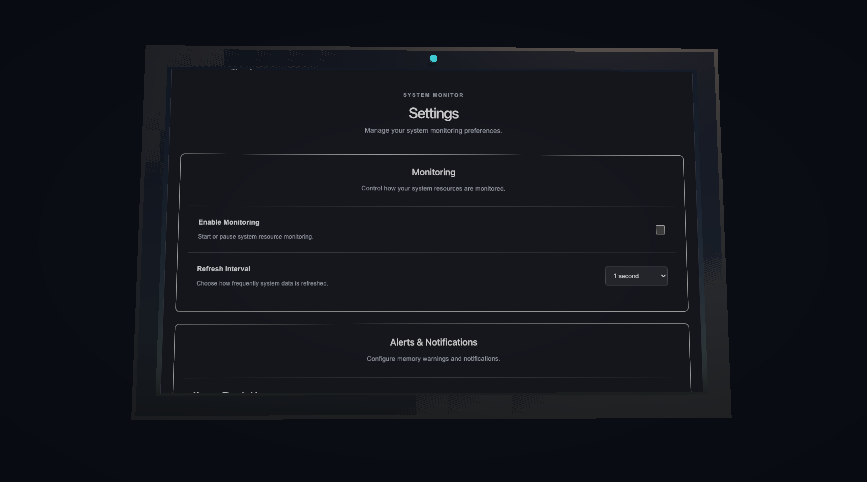 SYSTEM MONITOR
Settings
Manage your system monitoring preferences.
Monitoring
Control how your system resources are monitored.
Enable Monitoring
Start or pause system resource monitoring.
Refresh Interval
Choose how frequently system data is refreshed.
1 second
Alerts & Notifications
Configure memory warnings and notifications.